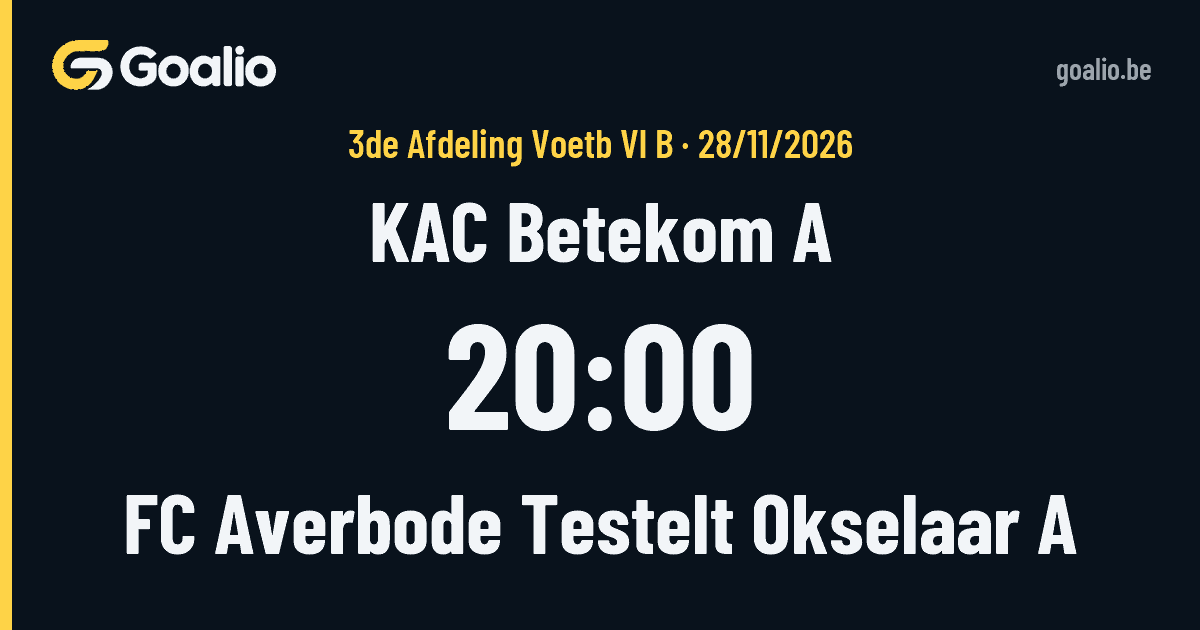 Goalio
goalio.be
3de Afdeling Voetb Vl B · 28/11/2026
KAC Betekom A
20:00
FC Averbode Testelt Okselaar A